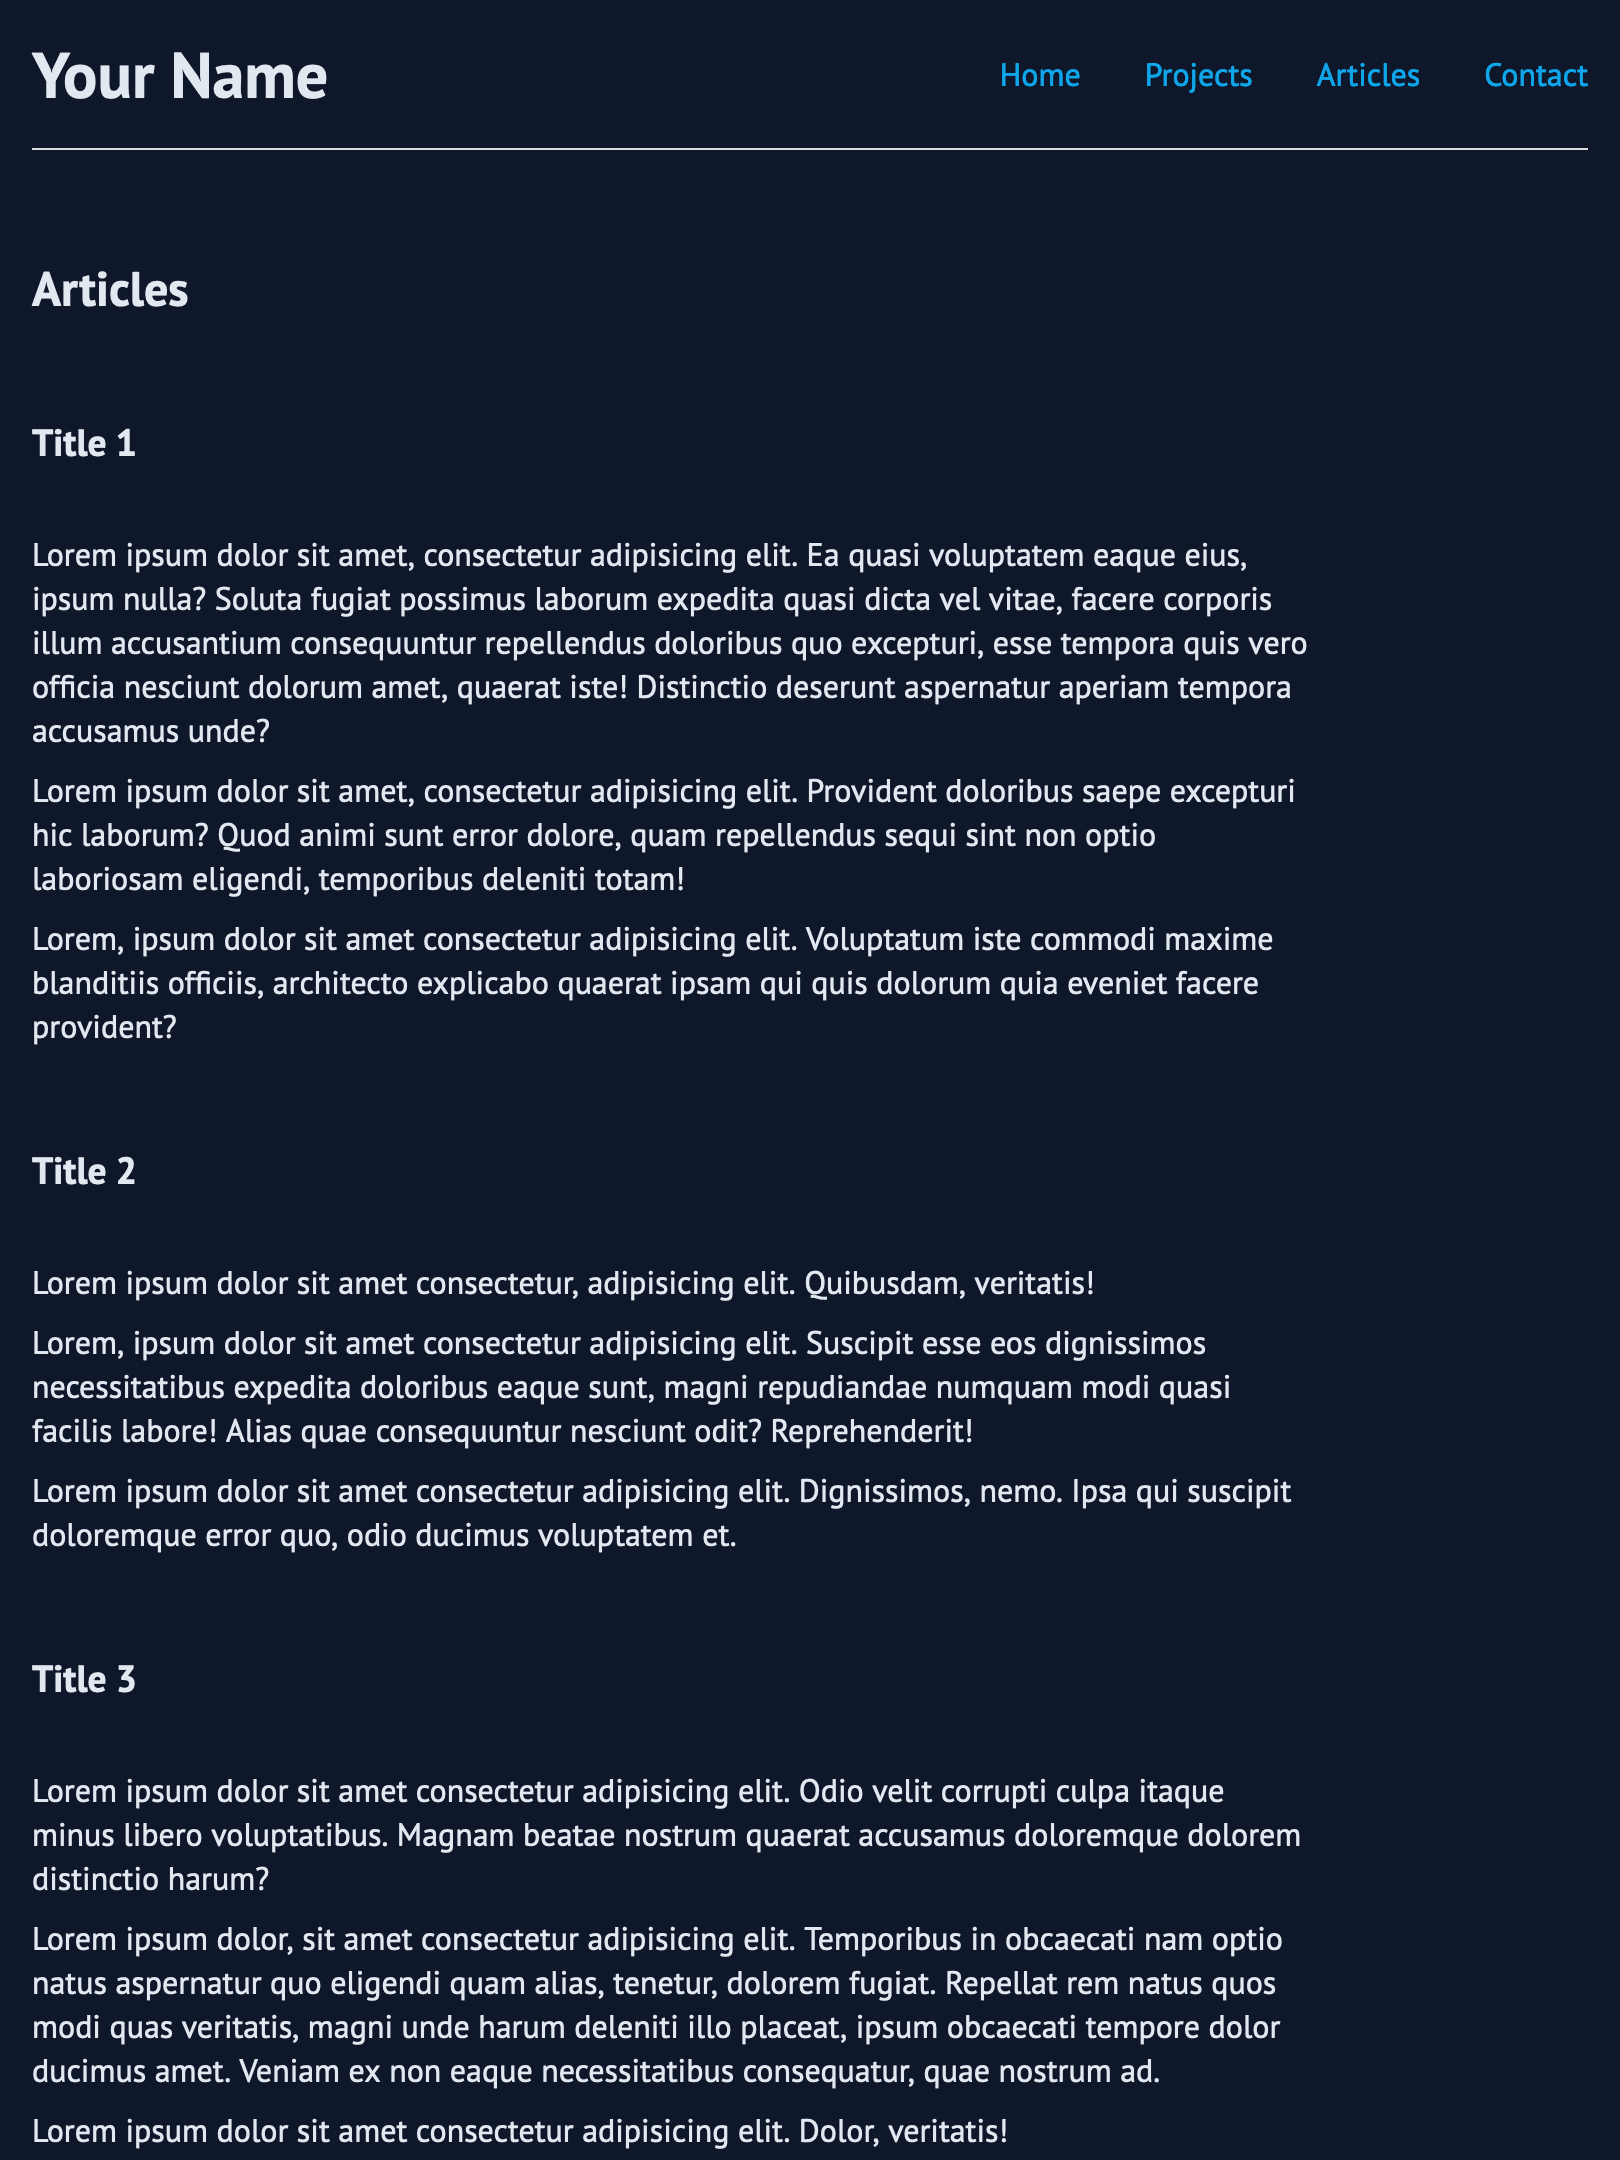 Your Name
Home Projects Articles Contact
Articles
Title 1
Lorem ipsum dolor sit amet, consectetur adipisicing elit. Ea quasi voluptatem eaque eius,
ipsum nulla? Soluta fugiat possimus laborum expedita quasi dicta vel vitae, facere corporis
illum accusantium consequuntur repellendus doloribus quo excepturi, esse tempora quis vero
officia nesciunt dolorum amet, quaerat iste! Distinctio deserunt aspernatur aperiam tempora
accusamus unde?
Lorem ipsum dolor sit amet, consectetur adipisicing elit. Provident doloribus saepe excepturi
hic laborum? Quod animi sunt error dolore, quam repellendus sequi sint non optio
laboriosam eligendi, temporibus deleniti totam!
Lorem, ipsum dolor sit amet consectetur adipisicing elit. Voluptatum iste commodi maxime
blanditiis officiis, architecto explicabo quaerat ipsam qui quis dolorum quia eveniet facere
provident?
Title 2
Lorem ipsum dolor sit amet consectetur, adipisicing elit. Quibusdam, veritatis!
Lorem, ipsum dolor sit amet consectetur adipisicing elit. Suscipit esse eos dignissimos
necessitatibus expedita doloribus eaque sunt, magni repudiandae numquam modi quasi
facilis labore! Alias quae consequuntur nesciunt odit? Reprehenderit!
Lorem ipsum dolor sit amet consectetur adipisicing elit. Dignissimos, nemo. Ipsa qui suscipit
doloremque error quo, odio ducimus voluptatem et.
Title 3
Lorem ipsum dolor sit amet consectetur adipisicing elit. Odio velit corrupti culpa itaque
minus libero voluptatibus. Magnam beatae nostrum quaerat accusamus doloremque dolorem
distinctio harum?
Lorem ipsum dolor, sit amet consectetur adipisicing elit. Temporibus in obcaecati nam optio
natus aspernatur quo eligendi quam alias, tenetur, dolorem fugiat. Repellat rem natus quos
modi quas veritatis, magni unde harum deleniti illo placeat, ipsum obcaecati tempore dolor
ducimus amet. Veniam ex non eaque necessitatibus consequatur, quae nostrum ad.
Lorem ipsum dolor sit amet consectetur adipisicing elit. Dolor, veritatis!